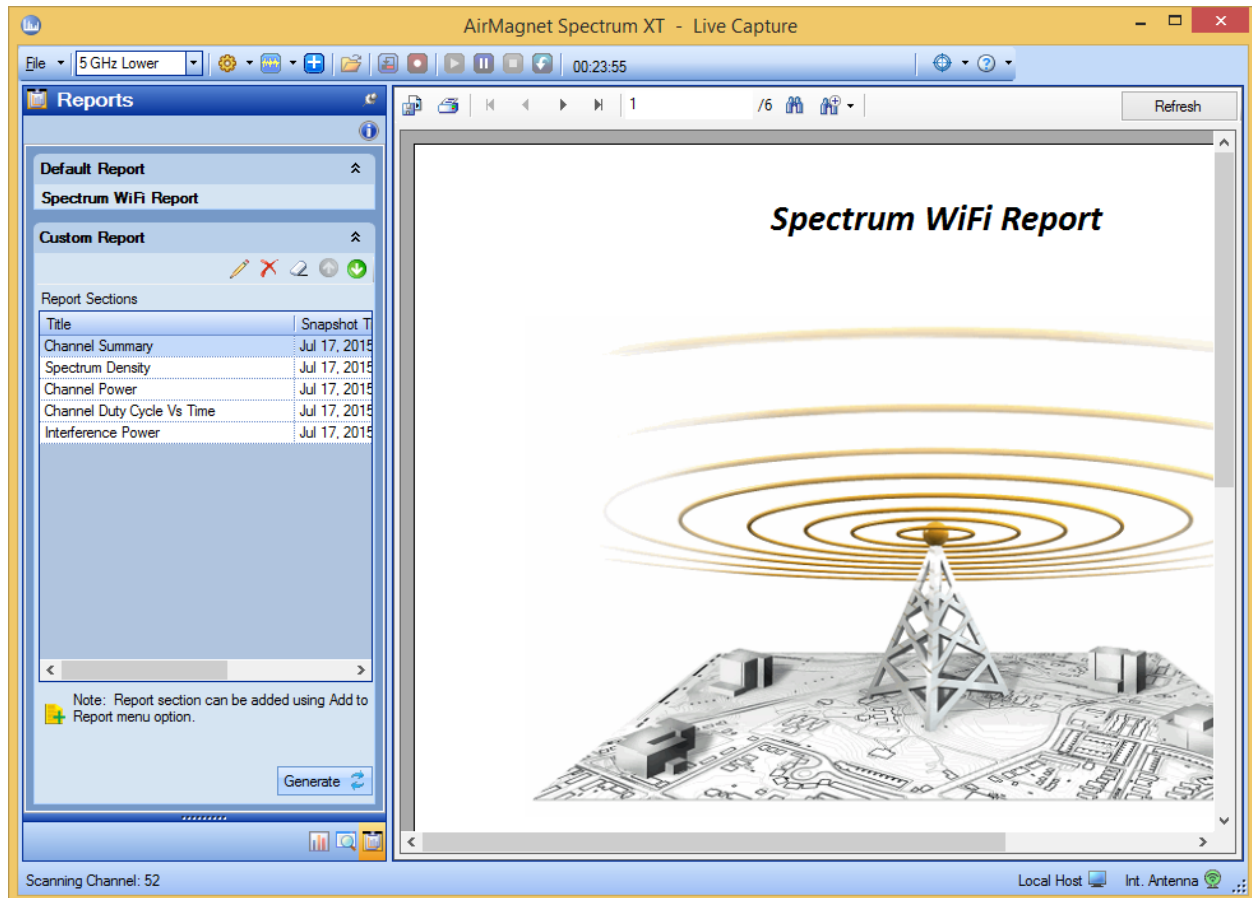 AirMagnet Spectrum XT - Live Capture
File 5 GHz Lower 00:23:55
Reports
1 /6 Refresh
Default Report
Spectrum WiFi Report
Custom Report
Report Sections
Title Snapshot T
Channel Summary Jul 17, 2015
Spectrum Density Jul 17, 2015
Channel Power Jul 17, 2015
Channel Duty Cycle Vs Time Jul 17, 2015
Interference Power Jul 17, 2015
Note: Report section can be added using Add to
Report menu option.
Generate
Spectrum WiFi Report
Scanning Channel: 52
Local Host Int. Antenna